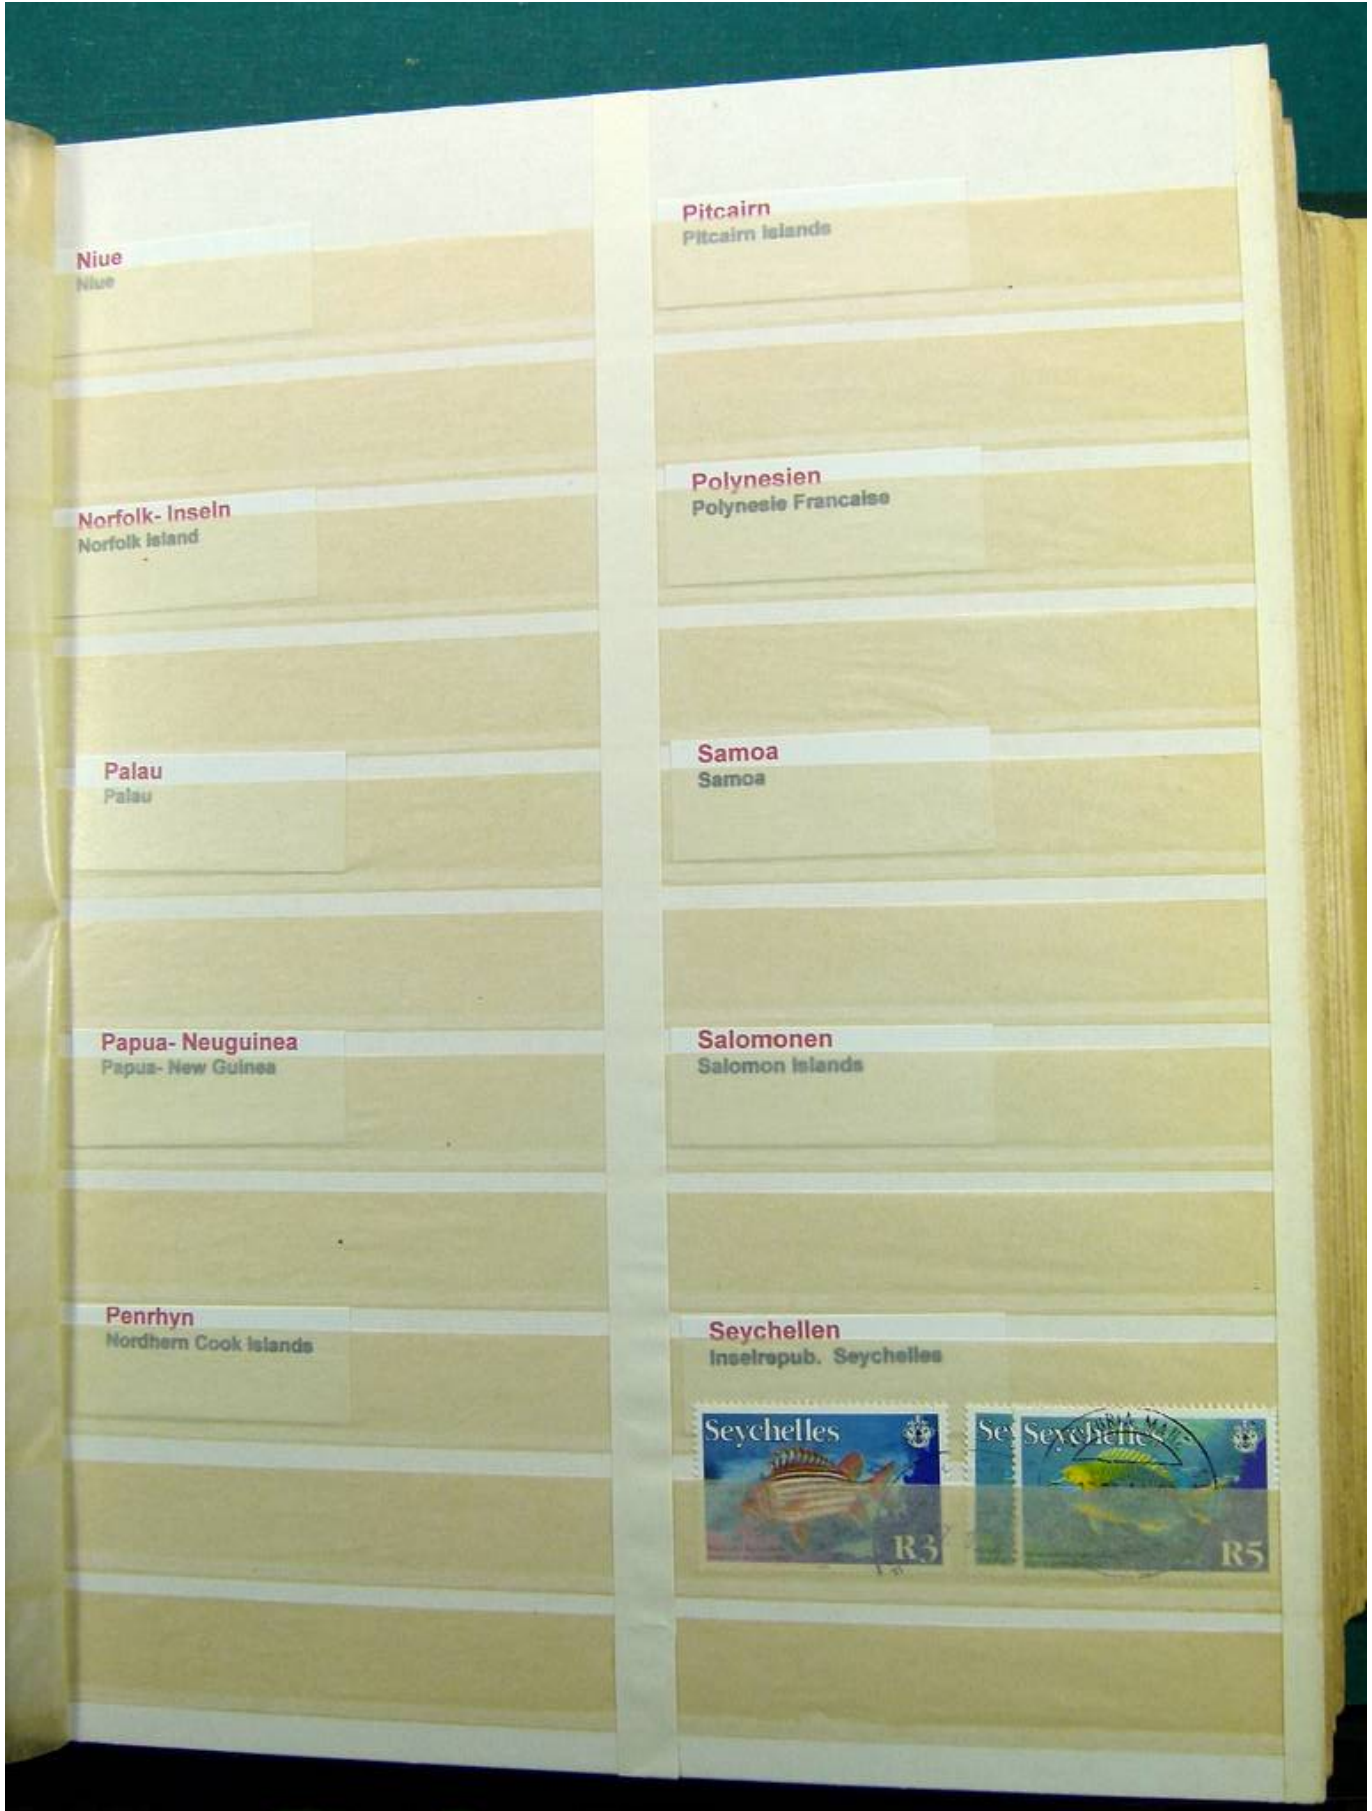 Niue
Niue
Norfolk- Inseln
Norfolk Island
Palau
Palau
Papua- Neuguinea
Papua- New Guinea
Penrhyn
Nordhern Cook Islands
Pitcairn
Pitcairn Islands
Polynesien
Polynesie Francaise
Samoa
Samoa
Salomonen
Salomon Islands
Seychellen
Inselrepub. Seychelles
Seychelles
R3
Sey
Seychelles
R5